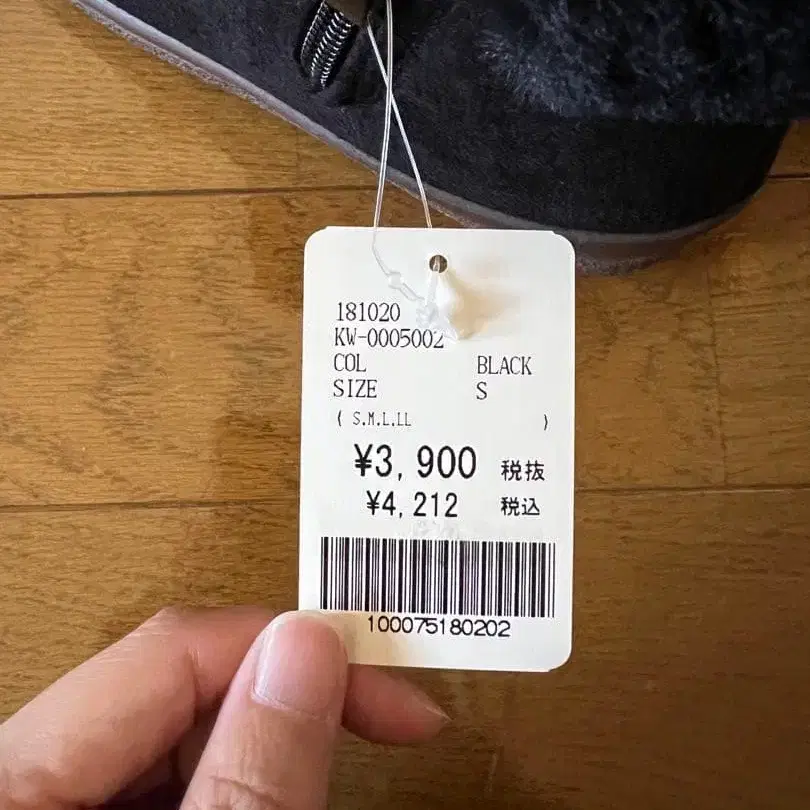 181020
KW-0005002
COL BLACK
SIZE S
( S.M.L.LL )
¥3,900 税抜
¥4,212 税込
100075180202